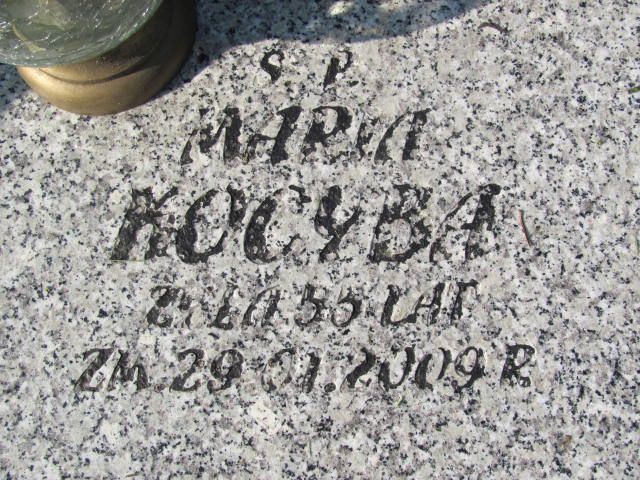 Ś P
MARIA
KOCYBA
ŻYŁA 55 LAT
ZM. 29.01.2009 R